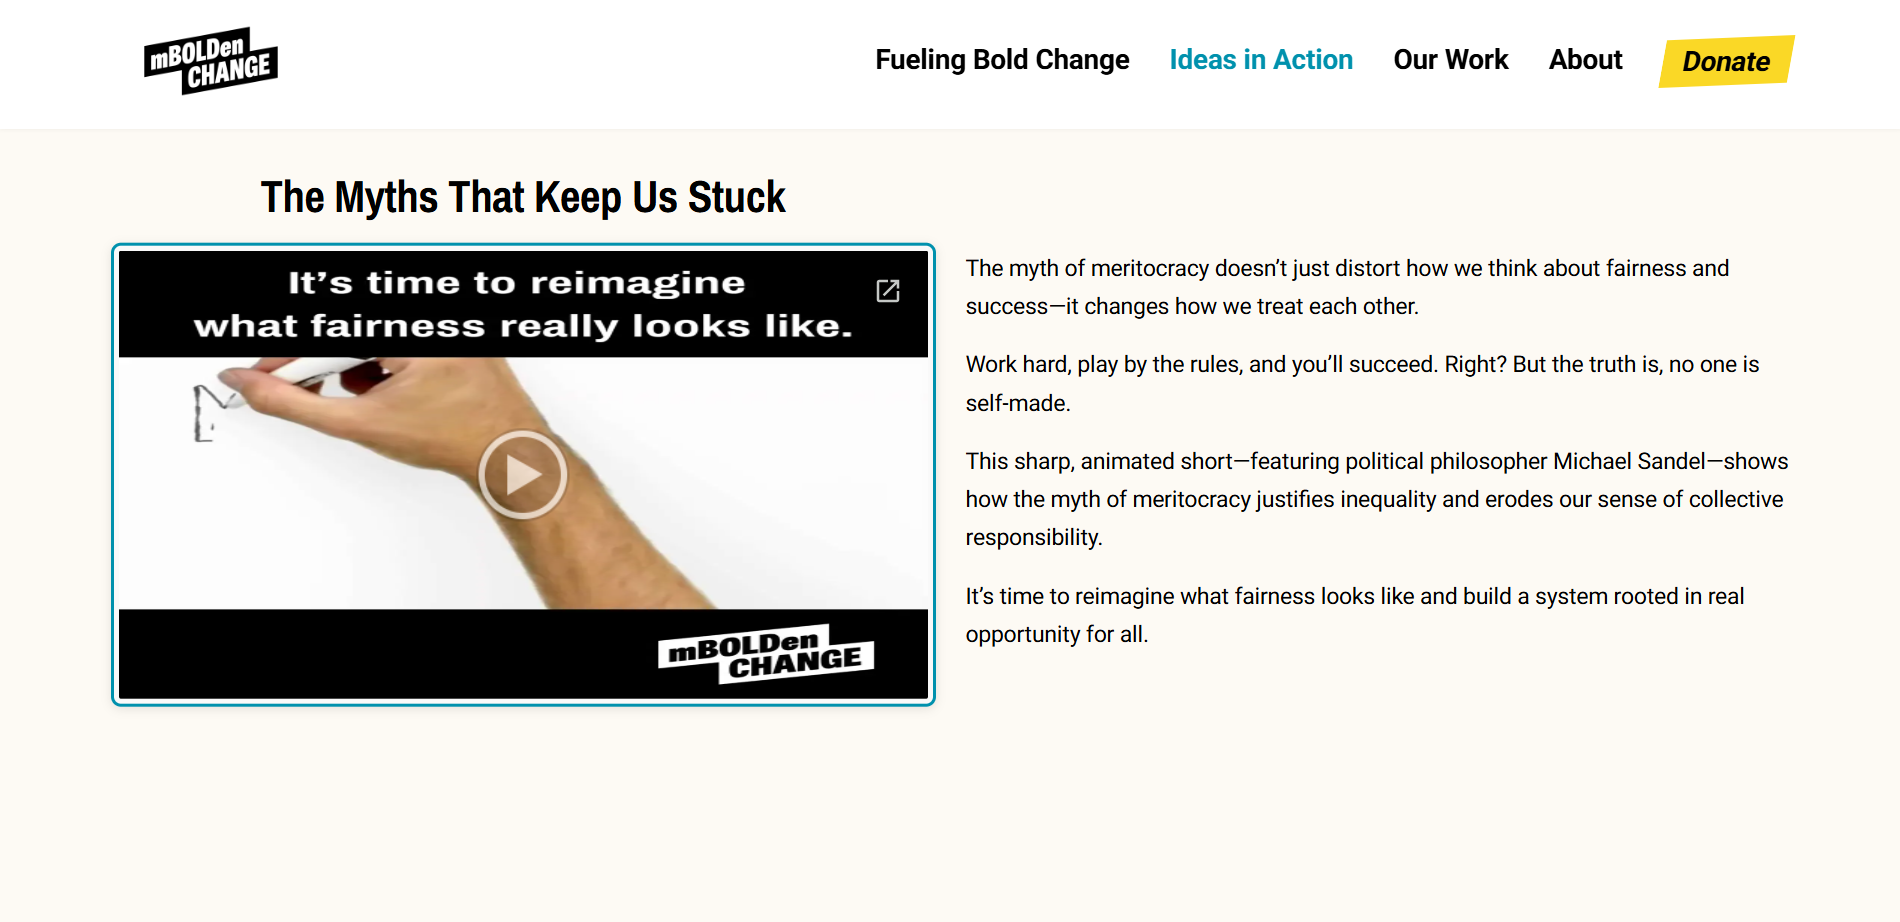 mBOLDen
CHANGE
Fueling Bold Change
Ideas in Action
Our Work
About
Donate
The Myths That Keep Us Stuck
It’s time to reimagine
what fairness really looks like.
mBOLDen
CHANGE
The myth of meritocracy doesn’t just distort how we think about fairness and
success—it changes how we treat each other.
Work hard, play by the rules, and you’ll succeed. Right? But the truth is, no one is
self-made.
This sharp, animated short—featuring political philosopher Michael Sandel—shows
how the myth of meritocracy justifies inequality and erodes our sense of collective
responsibility.
It’s time to reimagine what fairness looks like and build a system rooted in real
opportunity for all.